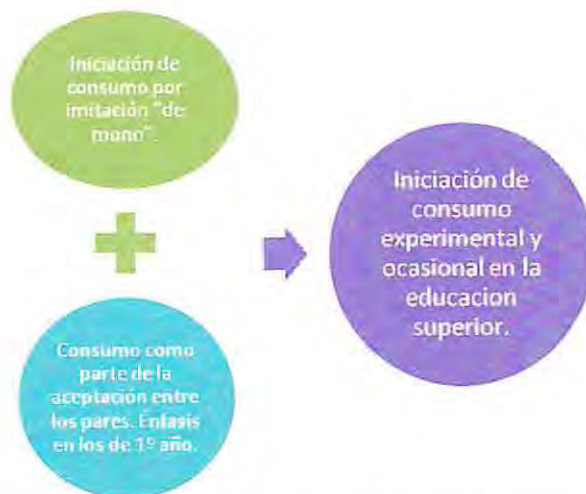 Iniciación de
consumo por
imitación "de
mono".
Consumo como
parte de la
aceptación entre
los pares. Énfasis
en los de 1º año.
Iniciación de
consumo
experimental y
ocasional en la
educacion
superior.